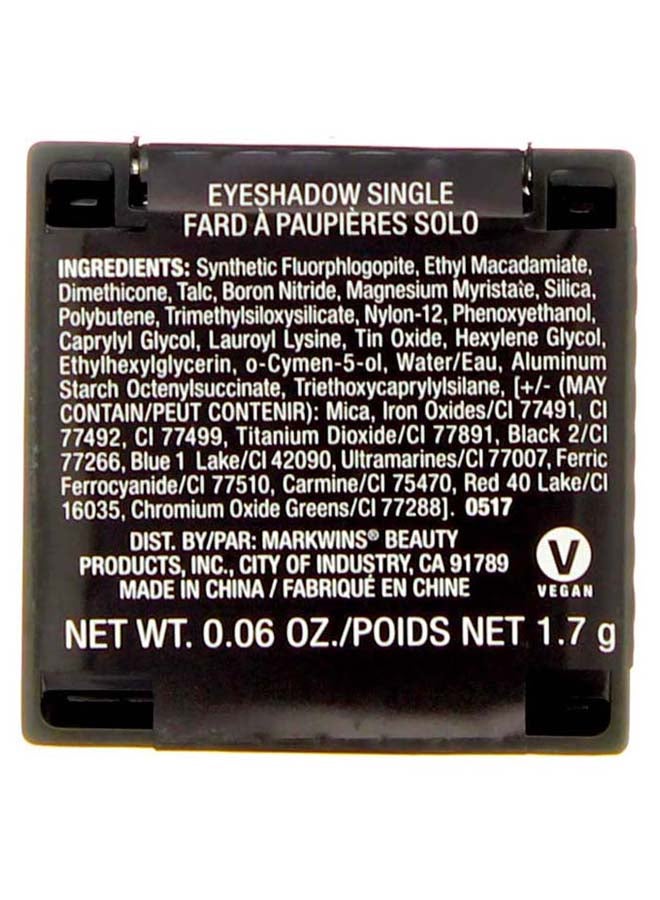 EYESHADOW SINGLE
FARD À PAUPIÈRES SOLO
INGREDIENTS: Synthetic Fluorphlogopite, Ethyl Macadamiate,
Dimethicone, Talc, Boron Nitride, Magnesium Myristate, Silica,
Polybutene, Trimethylsiloxysilicate, Nylon-12, Phenoxyethanol,
Caprylyl Glycol, Lauroyl Lysine, Tin Oxide, Hexylene Glycol,
Ethylhexylglycerin, o-Cymen-5-ol, Water/Eau, Aluminum
Starch Octenylsuccinate, Triethoxycaprylylsilane, [+/- (MAY
CONTAIN/PEUT CONTENIR): Mica, Iron Oxides/CI 77491, CI
77492, CI 77499, Titanium Dioxide/CI 77891, Black 2/CI
77266, Blue 1 Lake/CI 42090, Ultramarines/CI 77007, Ferric
Ferrocyanide/CI 77510, Carmine/CI 75470, Red 40 Lake/CI
16035, Chromium Oxide Greens/CI 77288]. 0517
DIST. BY/PAR: MARKWINS® BEAUTY
PRODUCTS, INC., CITY OF INDUSTRY, CA 91789
MADE IN CHINA / FABRIQUÉ EN CHINE
V
VEGAN
NET WT. 0.06 OZ./POIDS NET 1.7 g